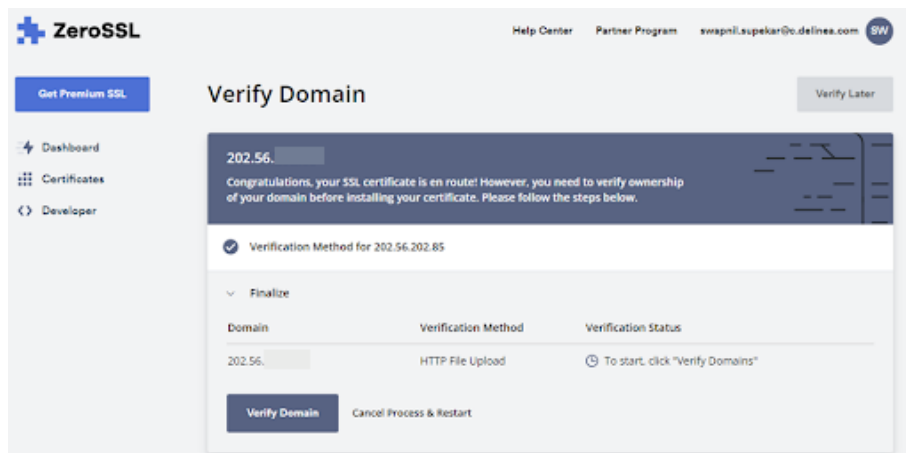 ZeroSSL
Help Center Partner Program swapnil.supekar@c.delinea.com SW
Get Premium SSL
Verify Domain
Verify Later
Dashboard
Certificates
Developer
202.56.
Congratulations, your SSL certificate is en route! However, you need to verify ownership
of your domain before installing your certificate. Please follow the steps below.
Verification Method for 202.56.202.85
Finalize
Domain Verification Method Verification Status
202.56. HTTP File Upload To start, click "Verify Domains"
Verify Domain Cancel Process & Restart